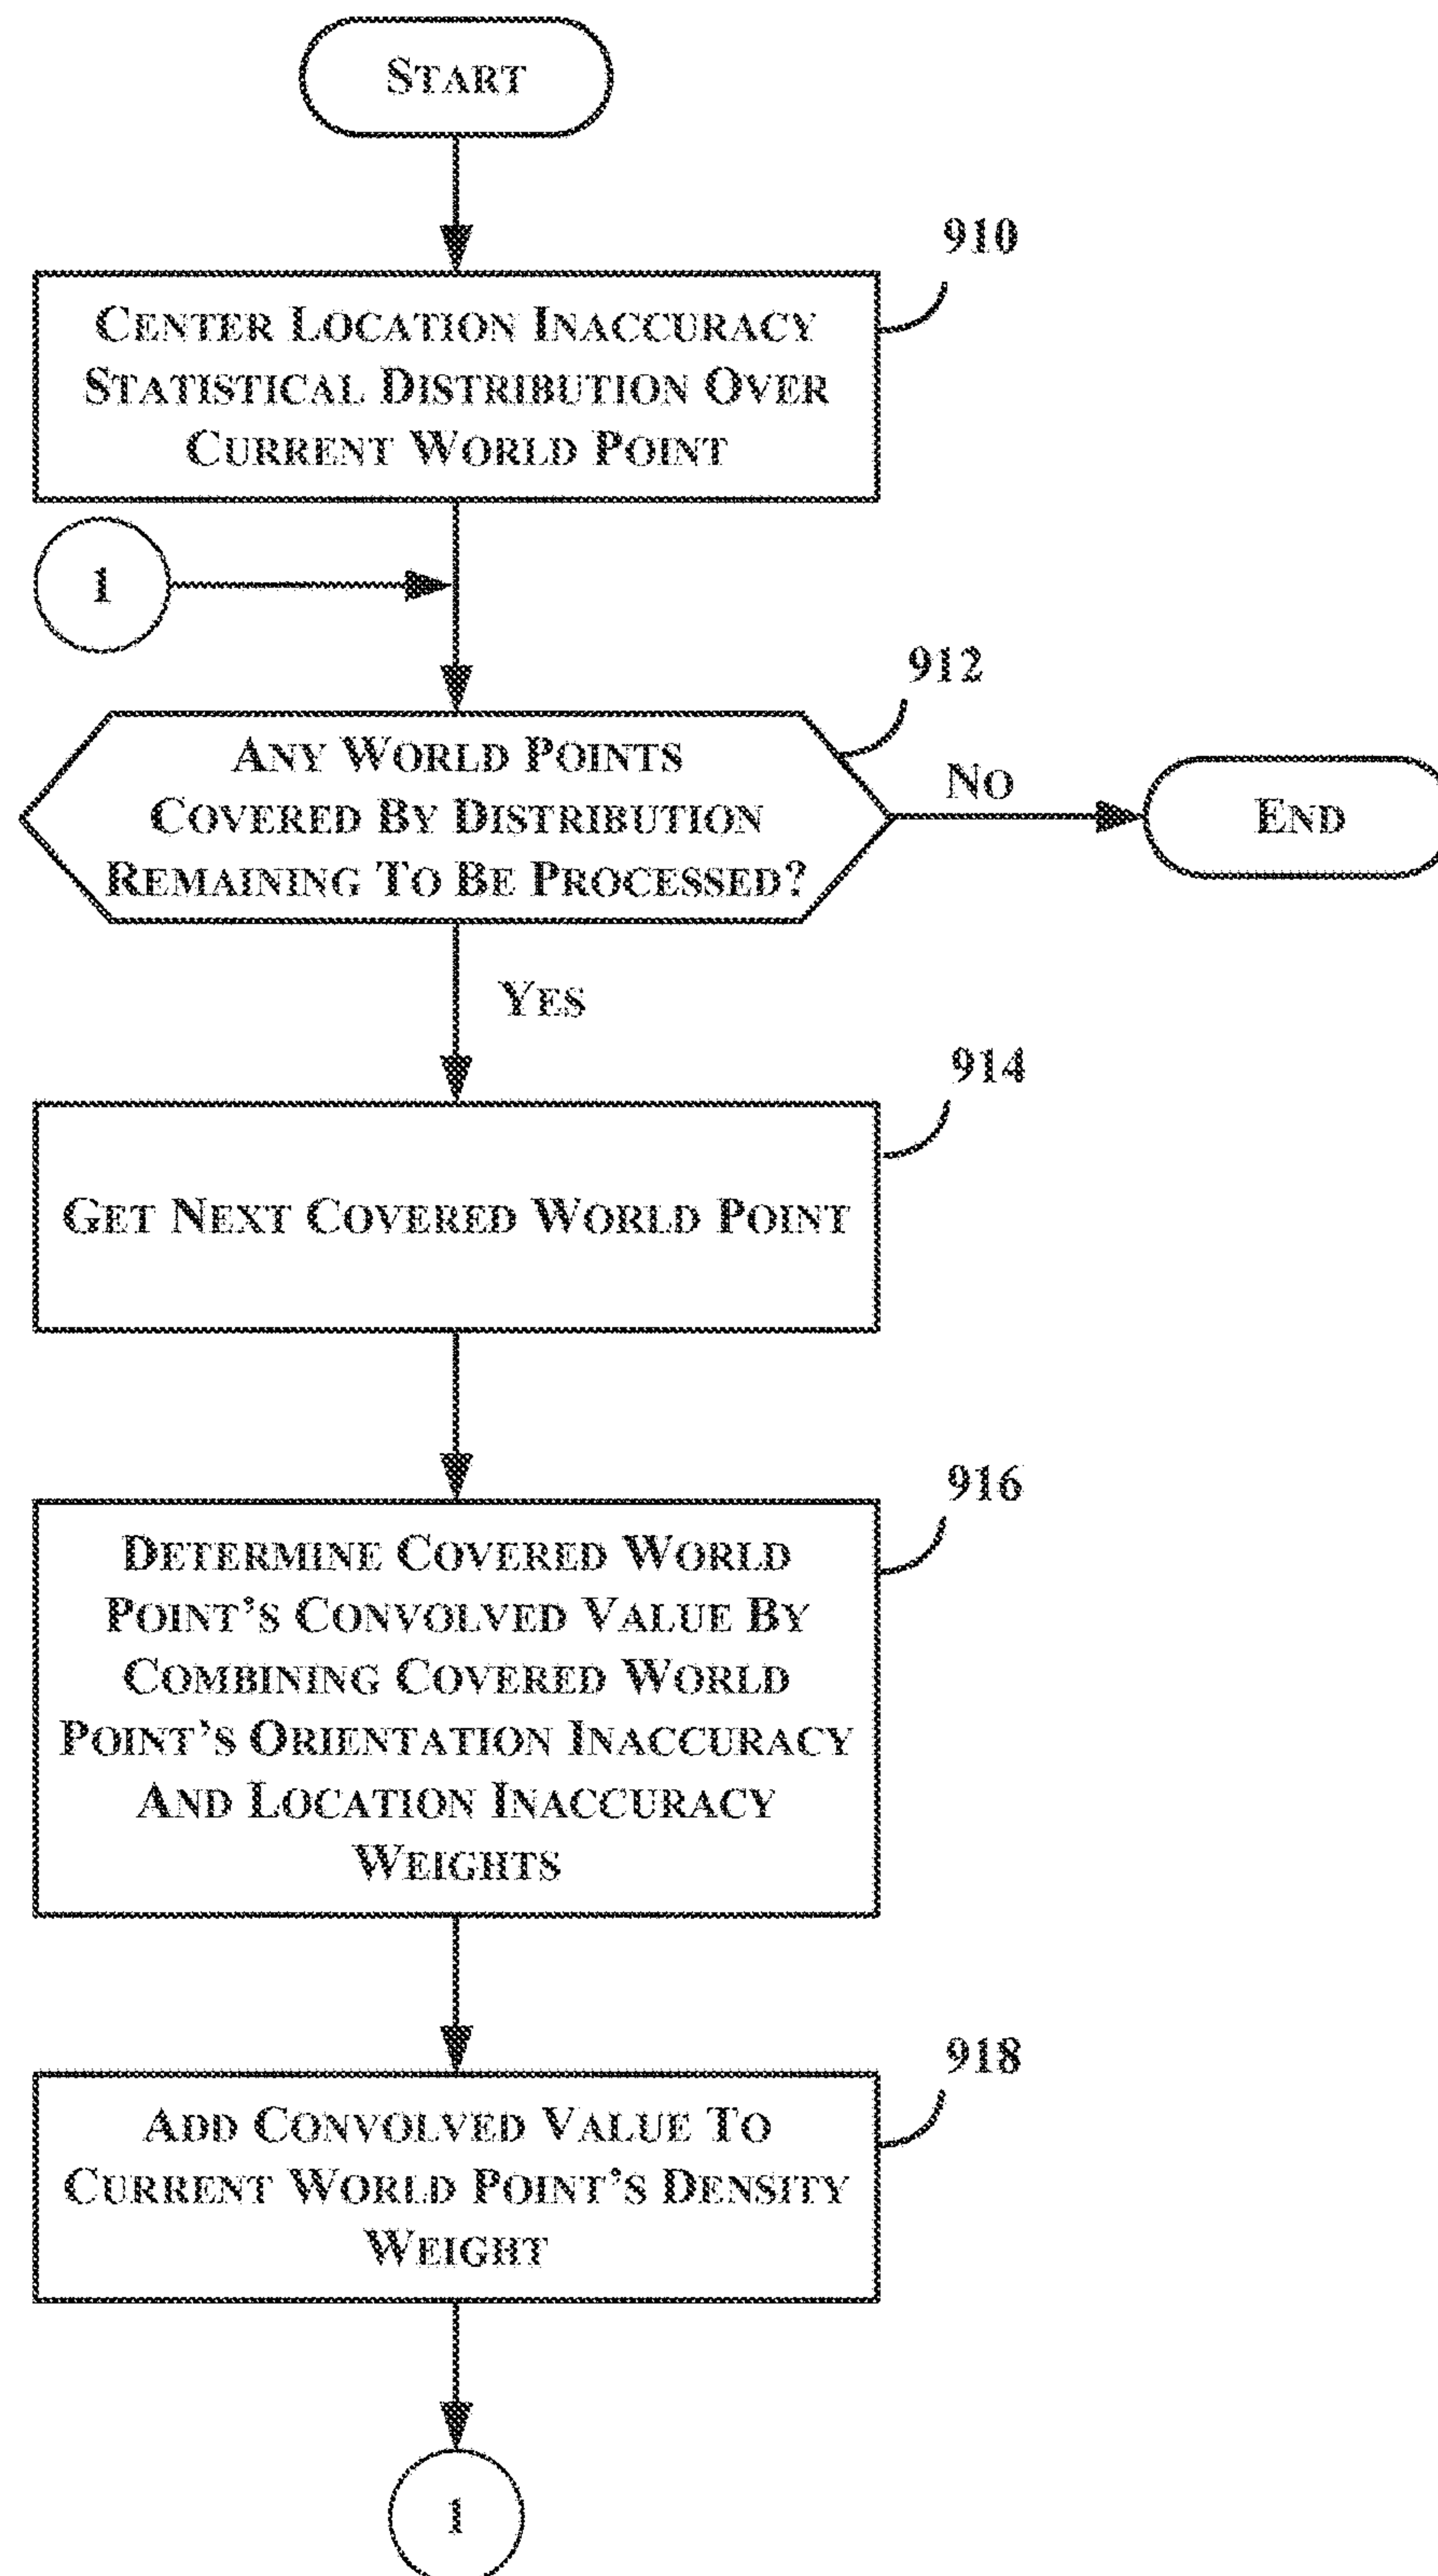 START
910
CENTER LOCATION INACCURACY
STATISTICAL DISTRIBUTION OVER
CURRENT WORLD POINT
1
912
ANY WORLD POINTS
COVERED BY DISTRIBUTION
REMAINING TO BE PROCESSED?
NO
END
YES
914
GET NEXT COVERED WORLD POINT
916
DETERMINE COVERED WORLD
POINT'S CONVOLVED VALUE BY
COMBINING COVERED WORLD
POINT'S ORIENTATION INACCURACY
AND LOCATION INACCURACY
WEIGHTS
918
ADD CONVOLVED VALUE TO
CURRENT WORLD POINT'S DENSITY
WEIGHT
1